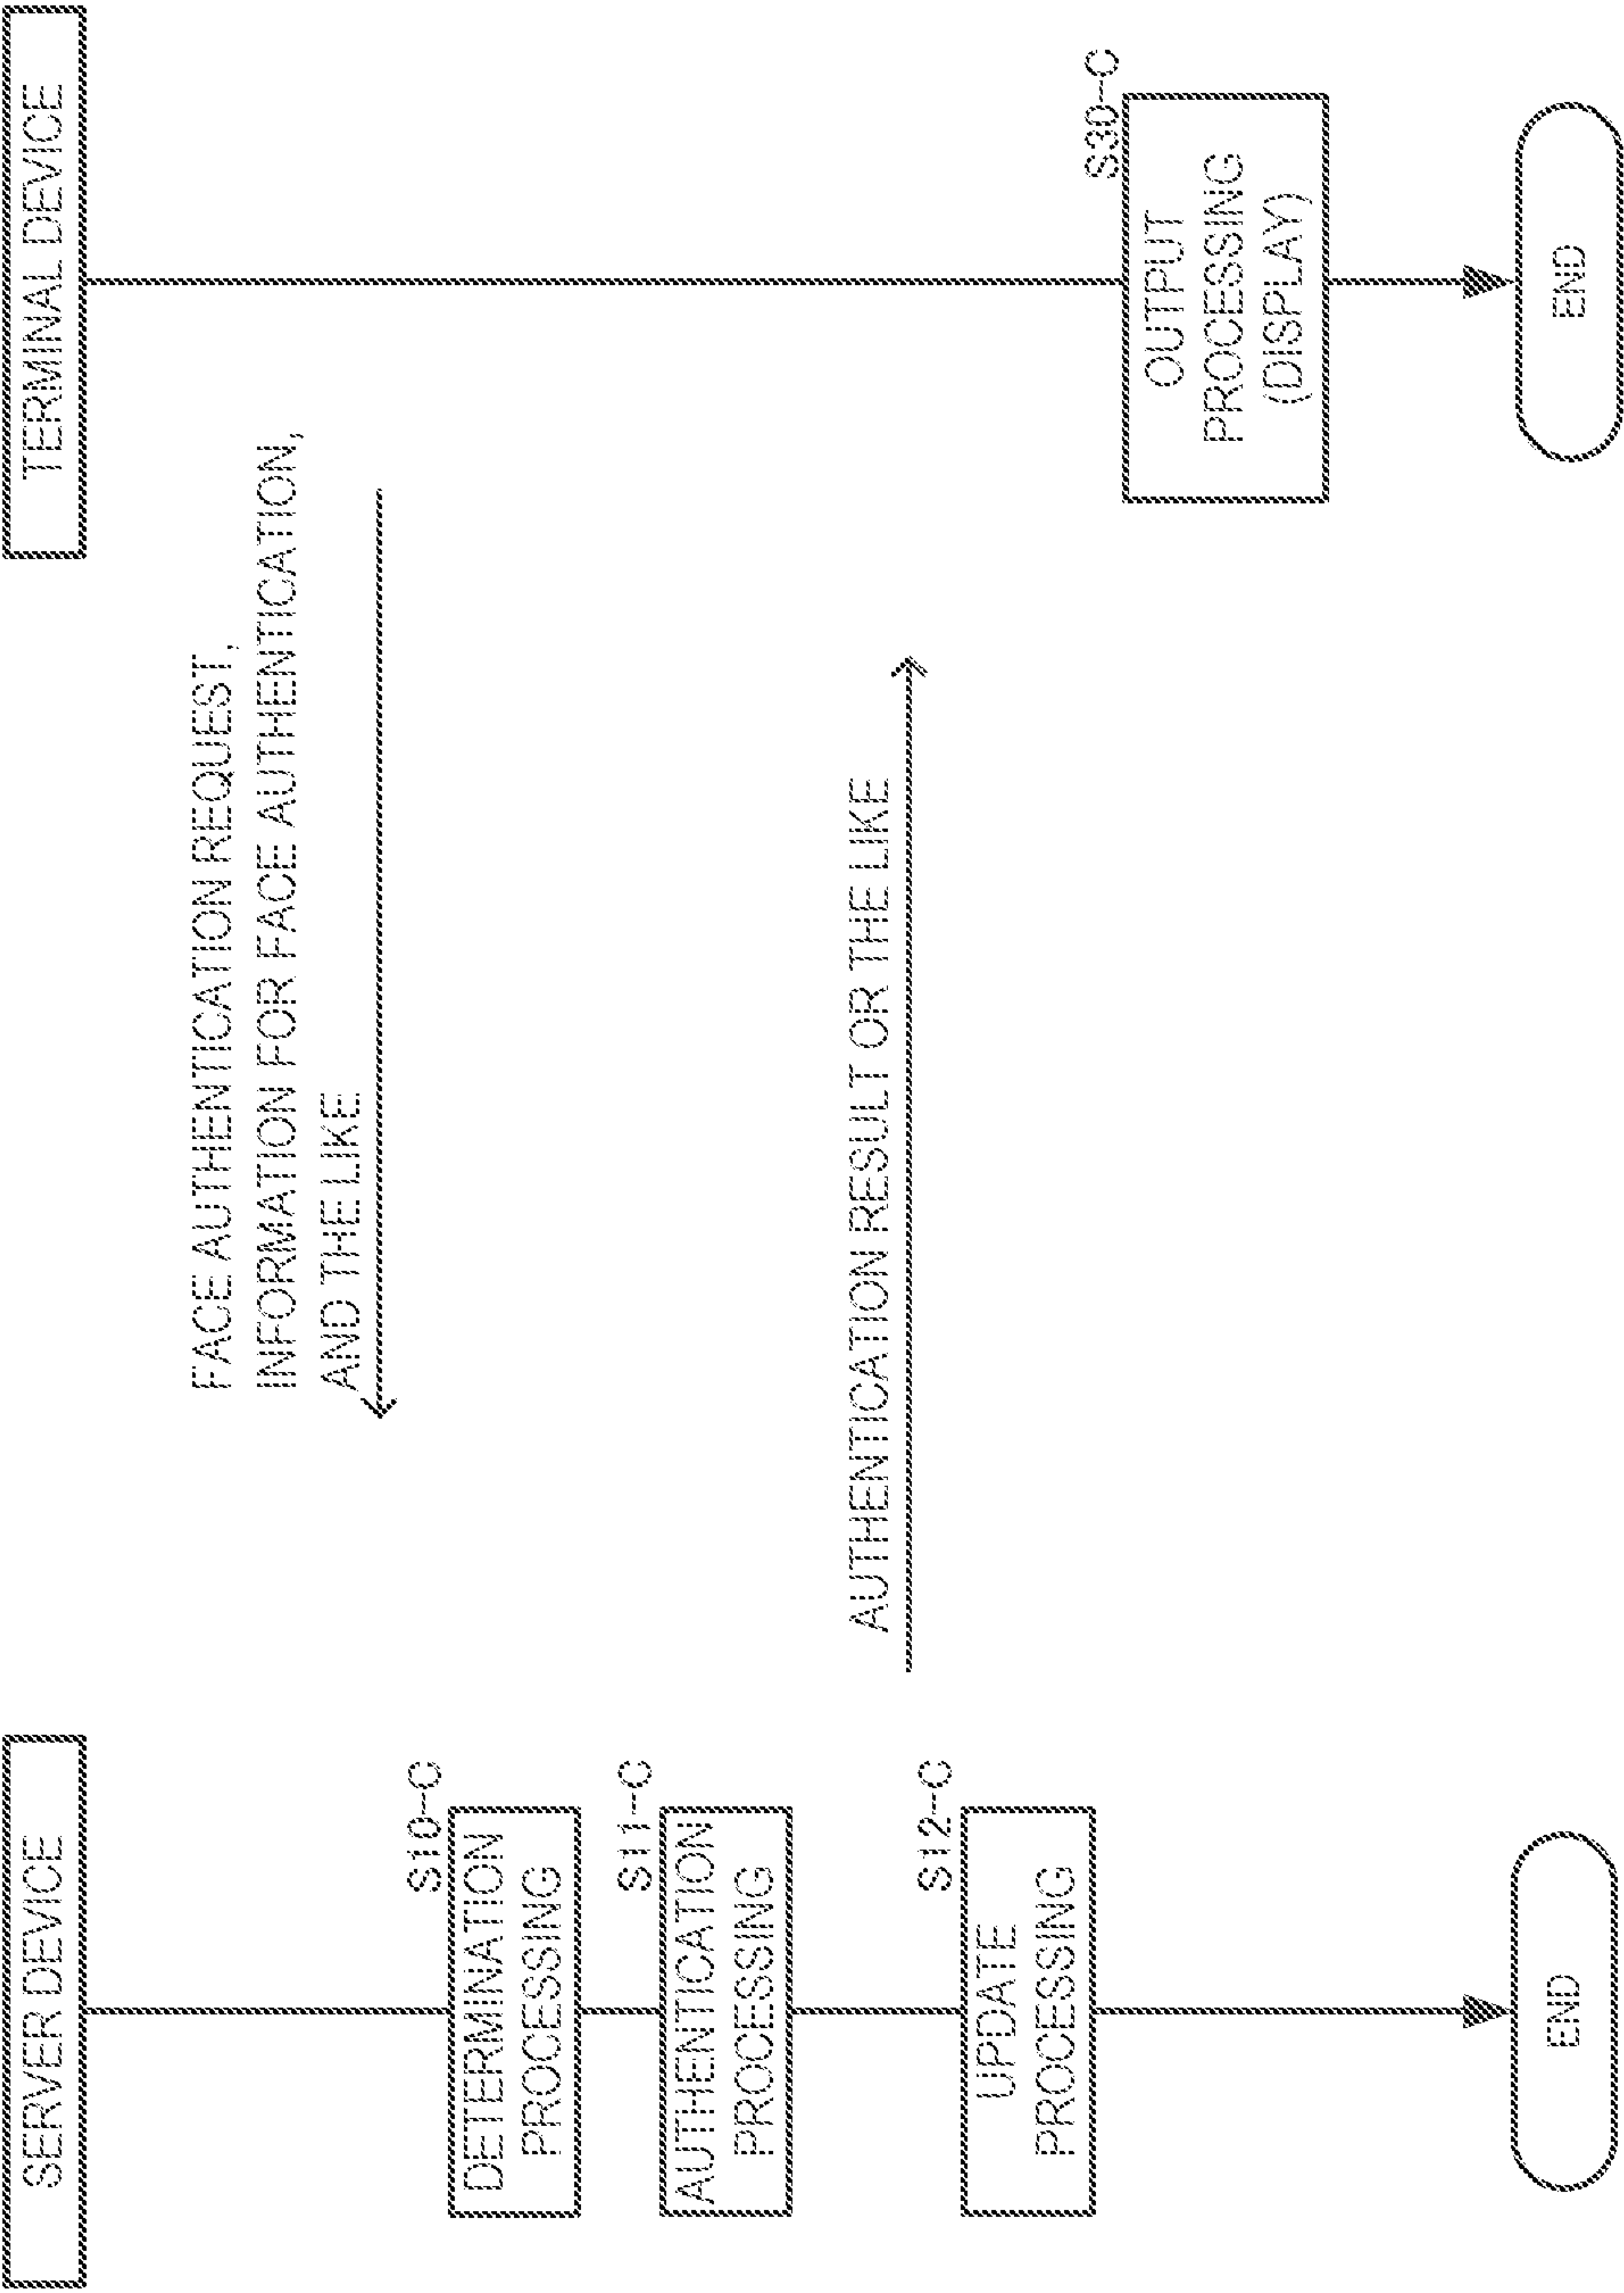 SERVER DEVICE
TERMINAL DEVICE
FACE AUTHENTICATION REQUEST,
INFORMATION FOR FACE AUTHENTICATION,
AND THE LIKE
S10-C
DETERMINATION
PROCESSING
S11-C
AUTHENTICATION
PROCESSING
AUTHENTICATION RESULT OR THE LIKE
S12-C
UPDATE
PROCESSING
S30-C
OUTPUT
PROCESSING
(DISPLAY)
END
END